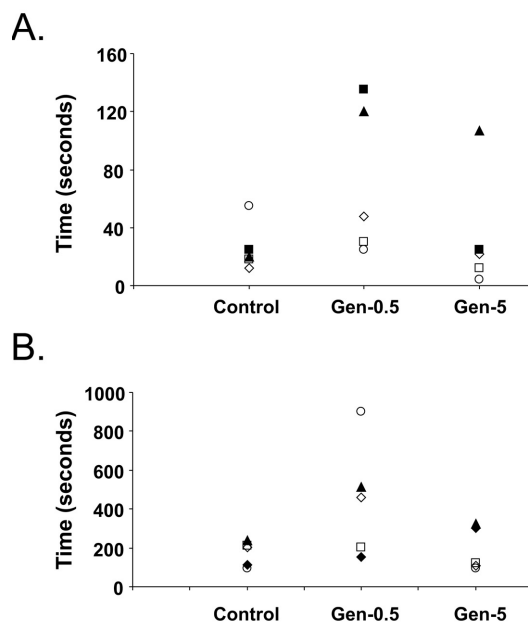 A.
160
120
80
40
0
Time (seconds)
Control Gen-0.5 Gen-5
B.
1000
800
600
400
200
0
Time (seconds)
Control Gen-0.5 Gen-5